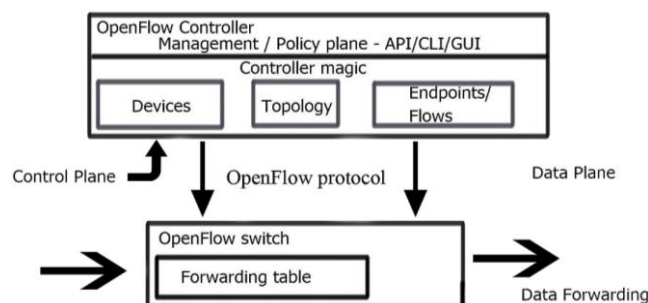 OpenFlow Controller
Management / Policy plane - API/CLI/GUI
Controller magic
Devices
Topology
Endpoints/
Flows
Control Plane
OpenFlow protocol
Data Plane
OpenFlow switch
Forwarding table
Data Forwarding